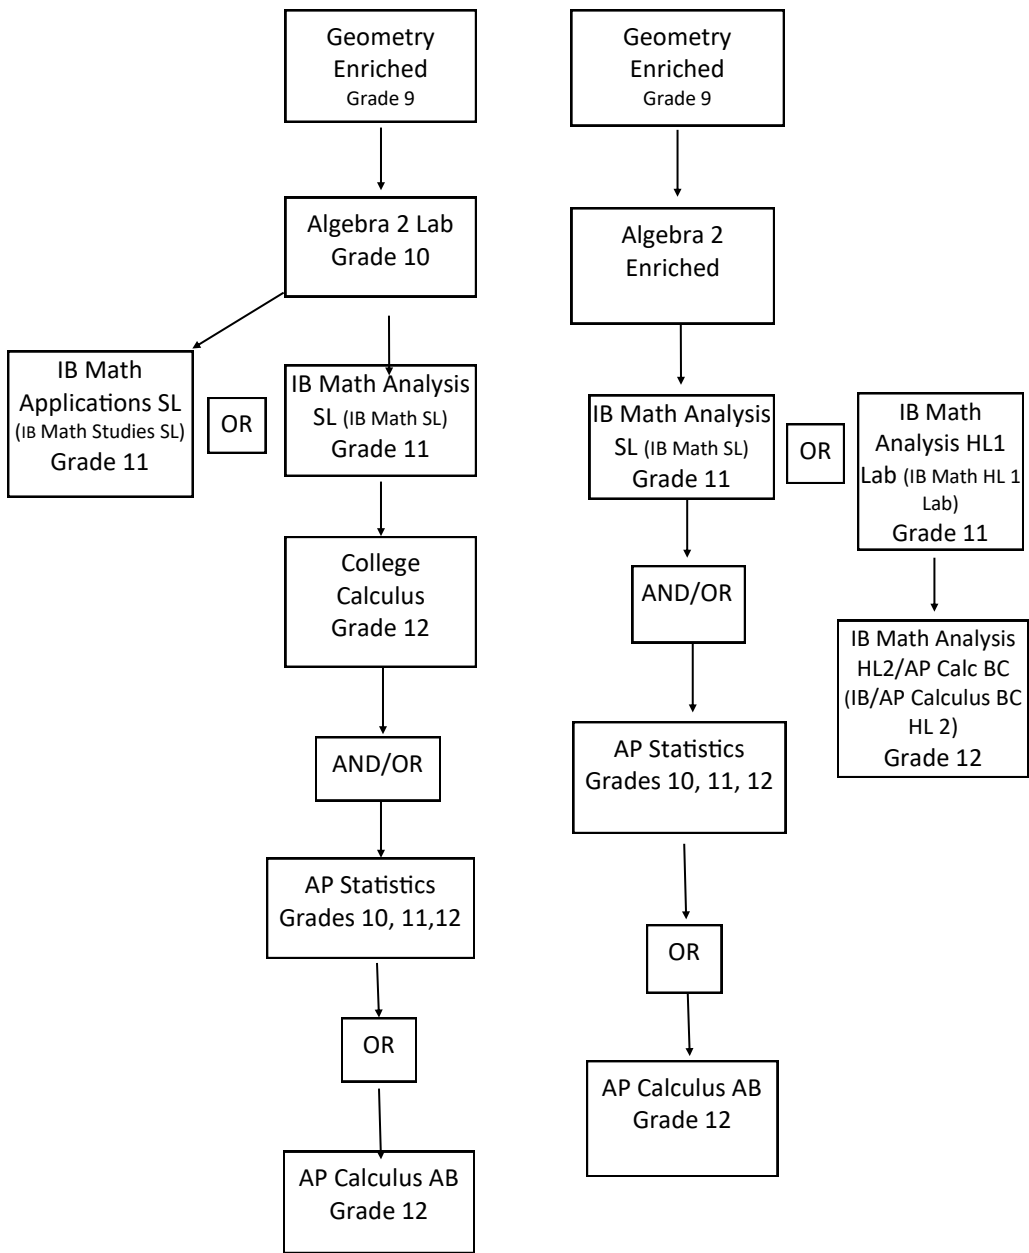 Geometry
Enriched
Grade 9
Algebra 2 Lab
Grade 10
IB Math
Applications SL
(IB Math Studies SL)
Grade 11
OR
IB Math Analysis
SL (IB Math SL)
Grade 11
College
Calculus
Grade 12
AND/OR
AP Statistics
Grades 10, 11,12
OR
AP Calculus AB
Grade 12
Geometry
Enriched
Grade 9
Algebra 2
Enriched
IB Math Analysis
SL (IB Math SL)
Grade 11
OR
IB Math
Analysis HL1
Lab (IB Math HL 1
Lab)
Grade 11
AND/OR
IB Math Analysis
HL2/AP Calc BC
(IB/AP Calculus BC
HL 2)
Grade 12
AP Statistics
Grades 10, 11, 12
OR
AP Calculus AB
Grade 12